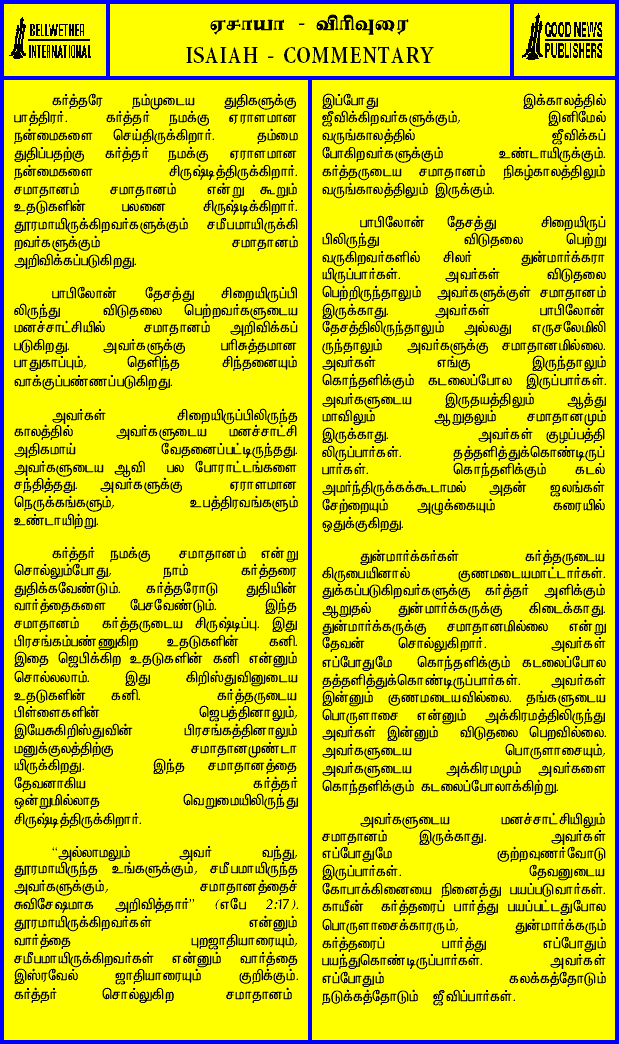 BELLWETHER
INTERNATIONAL
ஏசாயா - விரிவுரை
ISAIAH - COMMENTARY
GOOD NEWS
PUBLISHERS
கர்த்தரே நம்முடைய துதிகளுக்கு
பாத்திரர். கர்த்தர் நமக்கு ஏராளமான
நன்மைகளை செய்திருக்கிறார். தம்மை
துதிப்பதற்கு கர்த்தர் நமக்கு ஏராளமான
நன்மைகளை சிருஷ்டித்திருக்கிறார்.
சமாதானம் சமாதானம் என்று கூறும்
உதடுகளின் பலனை சிருஷ்டிக்கிறார்.
தூரமாயிருக்கிறவர்களுக்கும் சமீபமாயிருக்கி
றவர்களுக்கும் சமாதானம்
அறிவிக்கப்படுகிறது.
பாபிலோன் தேசத்து சிறையிருப்பி
லிருந்து விடுதலை பெற்றவர்களுடைய
மனச்சாட்சியில் சமாதானம் அறிவிக்கப்
படுகிறது. அவர்களுக்கு பரிசுத்தமான
பாதுகாப்பும், தெளிந்த சிந்தனையும்
வாக்குப்பண்ணப்படுகிறது.
அவர்கள் சிறையிருப்பிலிருந்த
காலத்தில் அவர்களுடைய மனச்சாட்சி
அதிகமாய் வேதனைப்பட்டிருந்தது.
அவர்களுடைய ஆவி பல போராட்டங்களை
சந்தித்தது. அவர்களுக்கு ஏராளமான
நெருக்கங்களும், உபத்திரவங்களும்
உண்டாயிற்று.
கர்த்தர் நமக்கு சமாதானம் என்று
சொல்லும்போது, நாம் கர்த்தரை
துதிக்கவேண்டும். கர்த்தரோடு துதியின்
வார்த்தைகளை பேசவேண்டும். இந்த
சமாதானம் கர்த்தருடைய சிருஷ்டிப்பு. இது
பிரசங்கம்பண்ணுகிற உதடுகளின் கனி.
இதை ஜெபிக்கிற உதடுகளின் கனி என்னும்
சொல்லலாம். இது கிறிஸ்துவினுடைய
உதடுகளின் கனி. கர்த்தருடைய
பிள்ளைகளின் ஜெபத்தினாலும்,
இயேசுகிறிஸ்துவின் பிரசங்கத்தினாலும்
மனுக்குலத்திற்கு சமாதானமுண்டா
யிருக்கிறது. இந்த சமாதானத்தை
தேவனாகிய கர்த்தர்
ஒன்றுமில்லாத வெறுமையிலிருந்து
சிருஷ்டித்திருக்கிறார்.
“அல்லாமலும் அவர் வந்து,
தூரமாயிருந்த உங்களுக்கும், சமீபமாயிருந்த
அவர்களுக்கும், சமாதானத்தைச்
சுவிசேஷமாக அறிவித்தார்” (எபே 2:17).
தூரமாயிருக்கிறவர்கள் என்னும்
வார்த்தை புறஜாதியாரையும்,
சமீபமாயிருக்கிறவர்கள் என்னும் வார்த்தை
இஸ்ரவேல் ஜாதியாரையும் குறிக்கும்.
கர்த்தர் சொல்லுகிற சமாதானம்
இப்போது இக்காலத்தில்
ஜீவிக்கிறவர்களுக்கும், இனிமேல்
வருங்காலத்தில் ஜீவிக்கப்
போகிறவர்களுக்கும் உண்டாயிருக்கும்.
கர்த்தருடைய சமாதானம் நிகழ்காலத்திலும்
வருங்காலத்திலும் இருக்கும்.
பாபிலோன் தேசத்து சிறையிருப்
பிலிருந்து விடுதலை பெற்று
வருகிறவர்களில் சிலர் துன்மார்க்கரா
யிருப்பார்கள். அவர்கள் விடுதலை
பெற்றிருந்தாலும் அவர்களுக்குள் சமாதானம்
இருக்காது. அவர்கள் பாபிலோன்
தேசத்திலிருந்தாலும் அல்லது எருசலேமிலி
ருந்தாலும் அவர்களுக்கு சமாதானமில்லை.
அவர்கள் எங்கு இருந்தாலும்
கொந்தளிக்கும் கடலைப்போல இருப்பார்கள்.
அவர்களுடைய இருதயத்திலும் ஆத்து
மாவிலும் ஆறுதலும் சமாதானமும்
இருக்காது. அவர்கள் குழப்பத்தி
லிருப்பார்கள். தத்தளித்துக்கொண்டிருப்
பார்கள். கொந்தளிக்கும் கடல்
அமர்ந்திருக்கக்கூடாமல் அதன் ஜலங்கள்
சேற்றையும் அழுக்கையும் கரையில்
ஒதுக்குகிறது.
துன்மார்க்கர்கள் கர்த்தருடைய
கிருபையினால் குணமடையமாட்டார்கள்.
துக்கப்படுகிறவர்களுக்கு கர்த்தர் அளிக்கும்
ஆறுதல் துன்மார்க்கருக்கு கிடைக்காது.
துன்மார்க்கருக்கு சமாதானமில்லை என்று
தேவன் சொல்லுகிறார். அவர்கள்
எப்போதுமே கொந்தளிக்கும் கடலைப்போல
தத்தளித்துக்கொண்டிருப்பார்கள். அவர்கள்
இன்னும் குணமடையவில்லை. தங்களுடைய
பொருளாசை என்னும் அக்கிரமத்திலிருந்து
அவர்கள் இன்னும் விடுதலை பெறவில்லை.
அவர்களுடைய பொருளாசையும்,
அவர்களுடைய அக்கிரமமும் அவர்களை
கொந்தளிக்கும் கடலைப்போலாக்கிற்று.
அவர்களுடைய மனச்சாட்சியிலும்
சமாதானம் இருக்காது. அவர்கள்
எப்போதுமே குற்றவுணர்வோடு
இருப்பார்கள். தேவனுடைய
கோபாக்கினையை நினைத்து பயப்படுவார்கள்.
காயீன் கர்த்தரைப் பார்த்து பயப்பட்டதுபோல
பொருளாசைக்காரரும், துன்மார்க்கரும்
கர்த்தரைப் பார்த்து எப்போதும்
பயந்துகொண்டிருப்பார்கள். அவர்கள்
எப்போதும் கலக்கத்தோடும்
நடுக்கத்தோடும் ஜீவிப்பார்கள்.